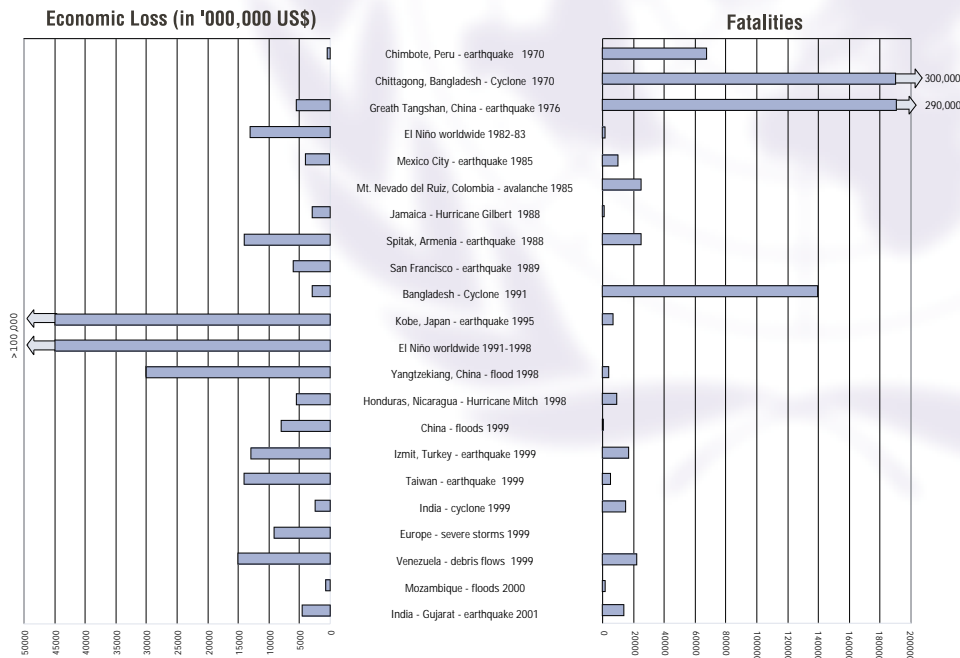 Economic Loss (in '000,000 US$)
Fatalities
Chimbote, Peru - earthquake 1970
Chittagong, Bangladesh - Cyclone 1970
300,000
Greath Tangshan, China - earthquake 1976
290,000
El Niño worldwide 1982-83
Mexico City - earthquake 1985
Mt. Nevado del Ruiz, Colombia - avalanche 1985
Jamaica - Hurricane Gilbert 1988
Spitak, Armenia - earthquake 1988
San Francisco - earthquake 1989
Bangladesh - Cyclone 1991
>100,000
Kobe, Japan - earthquake 1995
El Niño worldwide 1991-1998
Yangtzekiang, China - flood 1998
Honduras, Nicaragua - Hurricane Mitch 1998
China - floods 1999
Izmit, Turkey - earthquake 1999
Taiwan - earthquake 1999
India - cyclone 1999
Europe - severe storms 1999
Venezuela - debris flows 1999
Mozambique - floods 2000
India - Gujarat - earthquake 2001
50000
45000
40000
35000
30000
25000
20000
15000
10000
5000
0
0
20000
40000
60000
80000